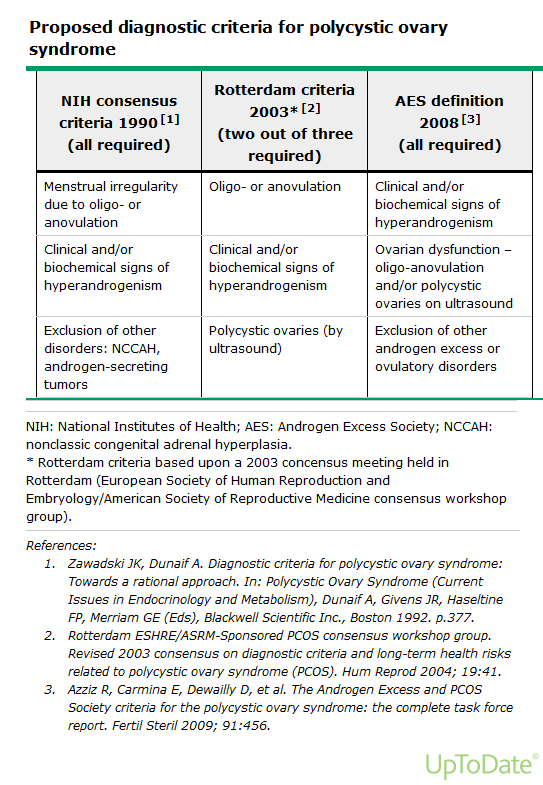 Proposed diagnostic criteria for polycystic ovary
syndrome
NIH consensus
criteria 1990 [1]
(all required)
Rotterdam criteria
2003* [2]
(two out of three
required)
AES definition
2008 [3]
(all required)
Menstrual irregularity
due to oligo- or
anovulation
Oligo- or anovulation
Clinical and/or
biochemical signs of
hyperandrogenism
Clinical and/or
biochemical signs of
hyperandrogenism
Clinical and/or
biochemical signs of
hyperandrogenism
Ovarian dysfunction –
oligo-anovulation
and/or polycystic
ovaries on ultrasound
Exclusion of other
disorders: NCCAH,
androgen-secreting
tumors
Polycystic ovaries (by
ultrasound)
Exclusion of other
androgen excess or
ovulatory disorders
NIH: National Institutes of Health; AES: Androgen Excess Society; NCCAH:
nonclassic congenital adrenal hyperplasia.
* Rotterdam criteria based upon a 2003 concensus meeting held in
Rotterdam (European Society of Human Reproduction and
Embryology/American Society of Reproductive Medicine consensus workshop
group).
References:
1. Zawadski JK, Dunaif A. Diagnostic criteria for polycystic ovary syndrome:
Towards a rational approach. In: Polycystic Ovary Syndrome (Current
Issues in Endocrinology and Metabolism), Dunaif A, Givens JR, Haseltine
FP, Merriam GE (Eds), Blackwell Scientific Inc., Boston 1992. p.377.
2. Rotterdam ESHRE/ASRM-Sponsored PCOS consensus workshop group.
Revised 2003 consensus on diagnostic criteria and long-term health risks
related to polycystic ovary syndrome (PCOS). Hum Reprod 2004; 19:41.
3. Azziz R, Carmina E, Dewailly D, et al. The Androgen Excess and PCOS
Society criteria for the polycystic ovary syndrome: the complete task force
report. Fertil Steril 2009; 91:456.
UpToDate®